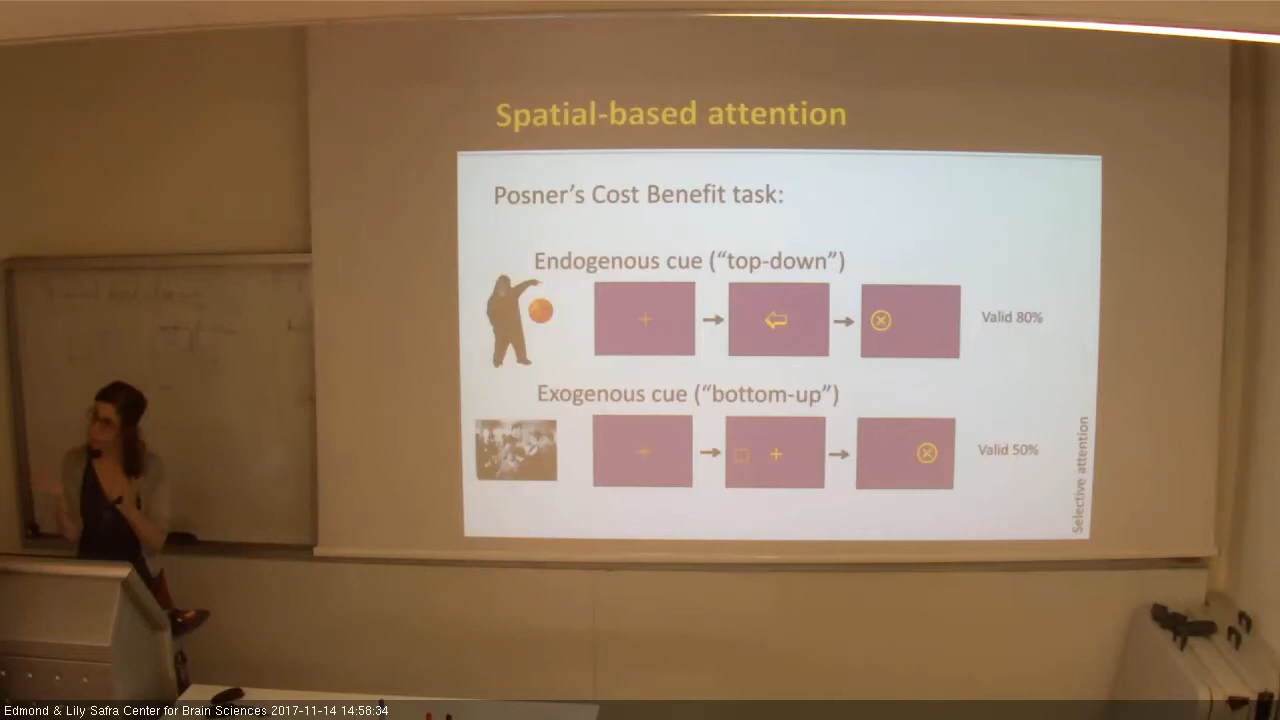 Spatial-based attention
Posner's Cost Benefit task:
Endogenous cue ("top-down")
Valid 80%
Exogenous cue ("bottom-up")
Valid 50%
Selective attention
Edmond & Lily Safra Center for Brain Sciences 2017-11-14 14:58:34